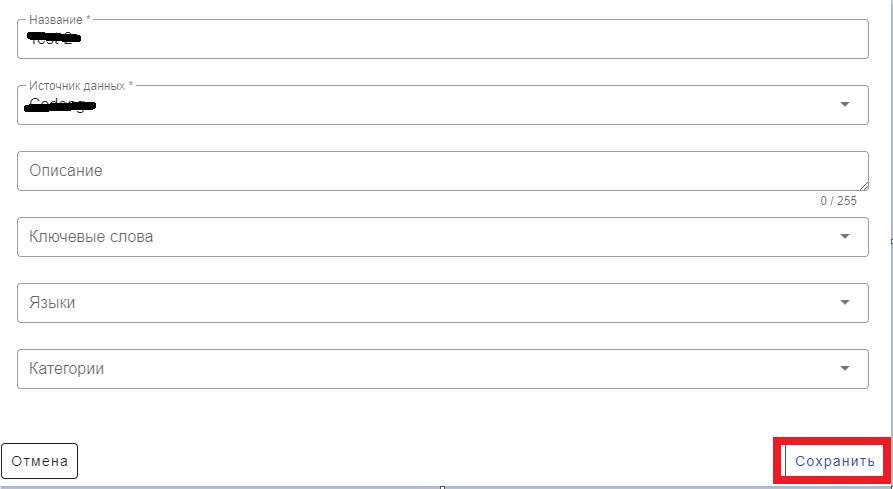 Название *
Источник данных *
Описание
0 / 255
Ключевые слова
Языки
Категории
Отмена
Сохранить